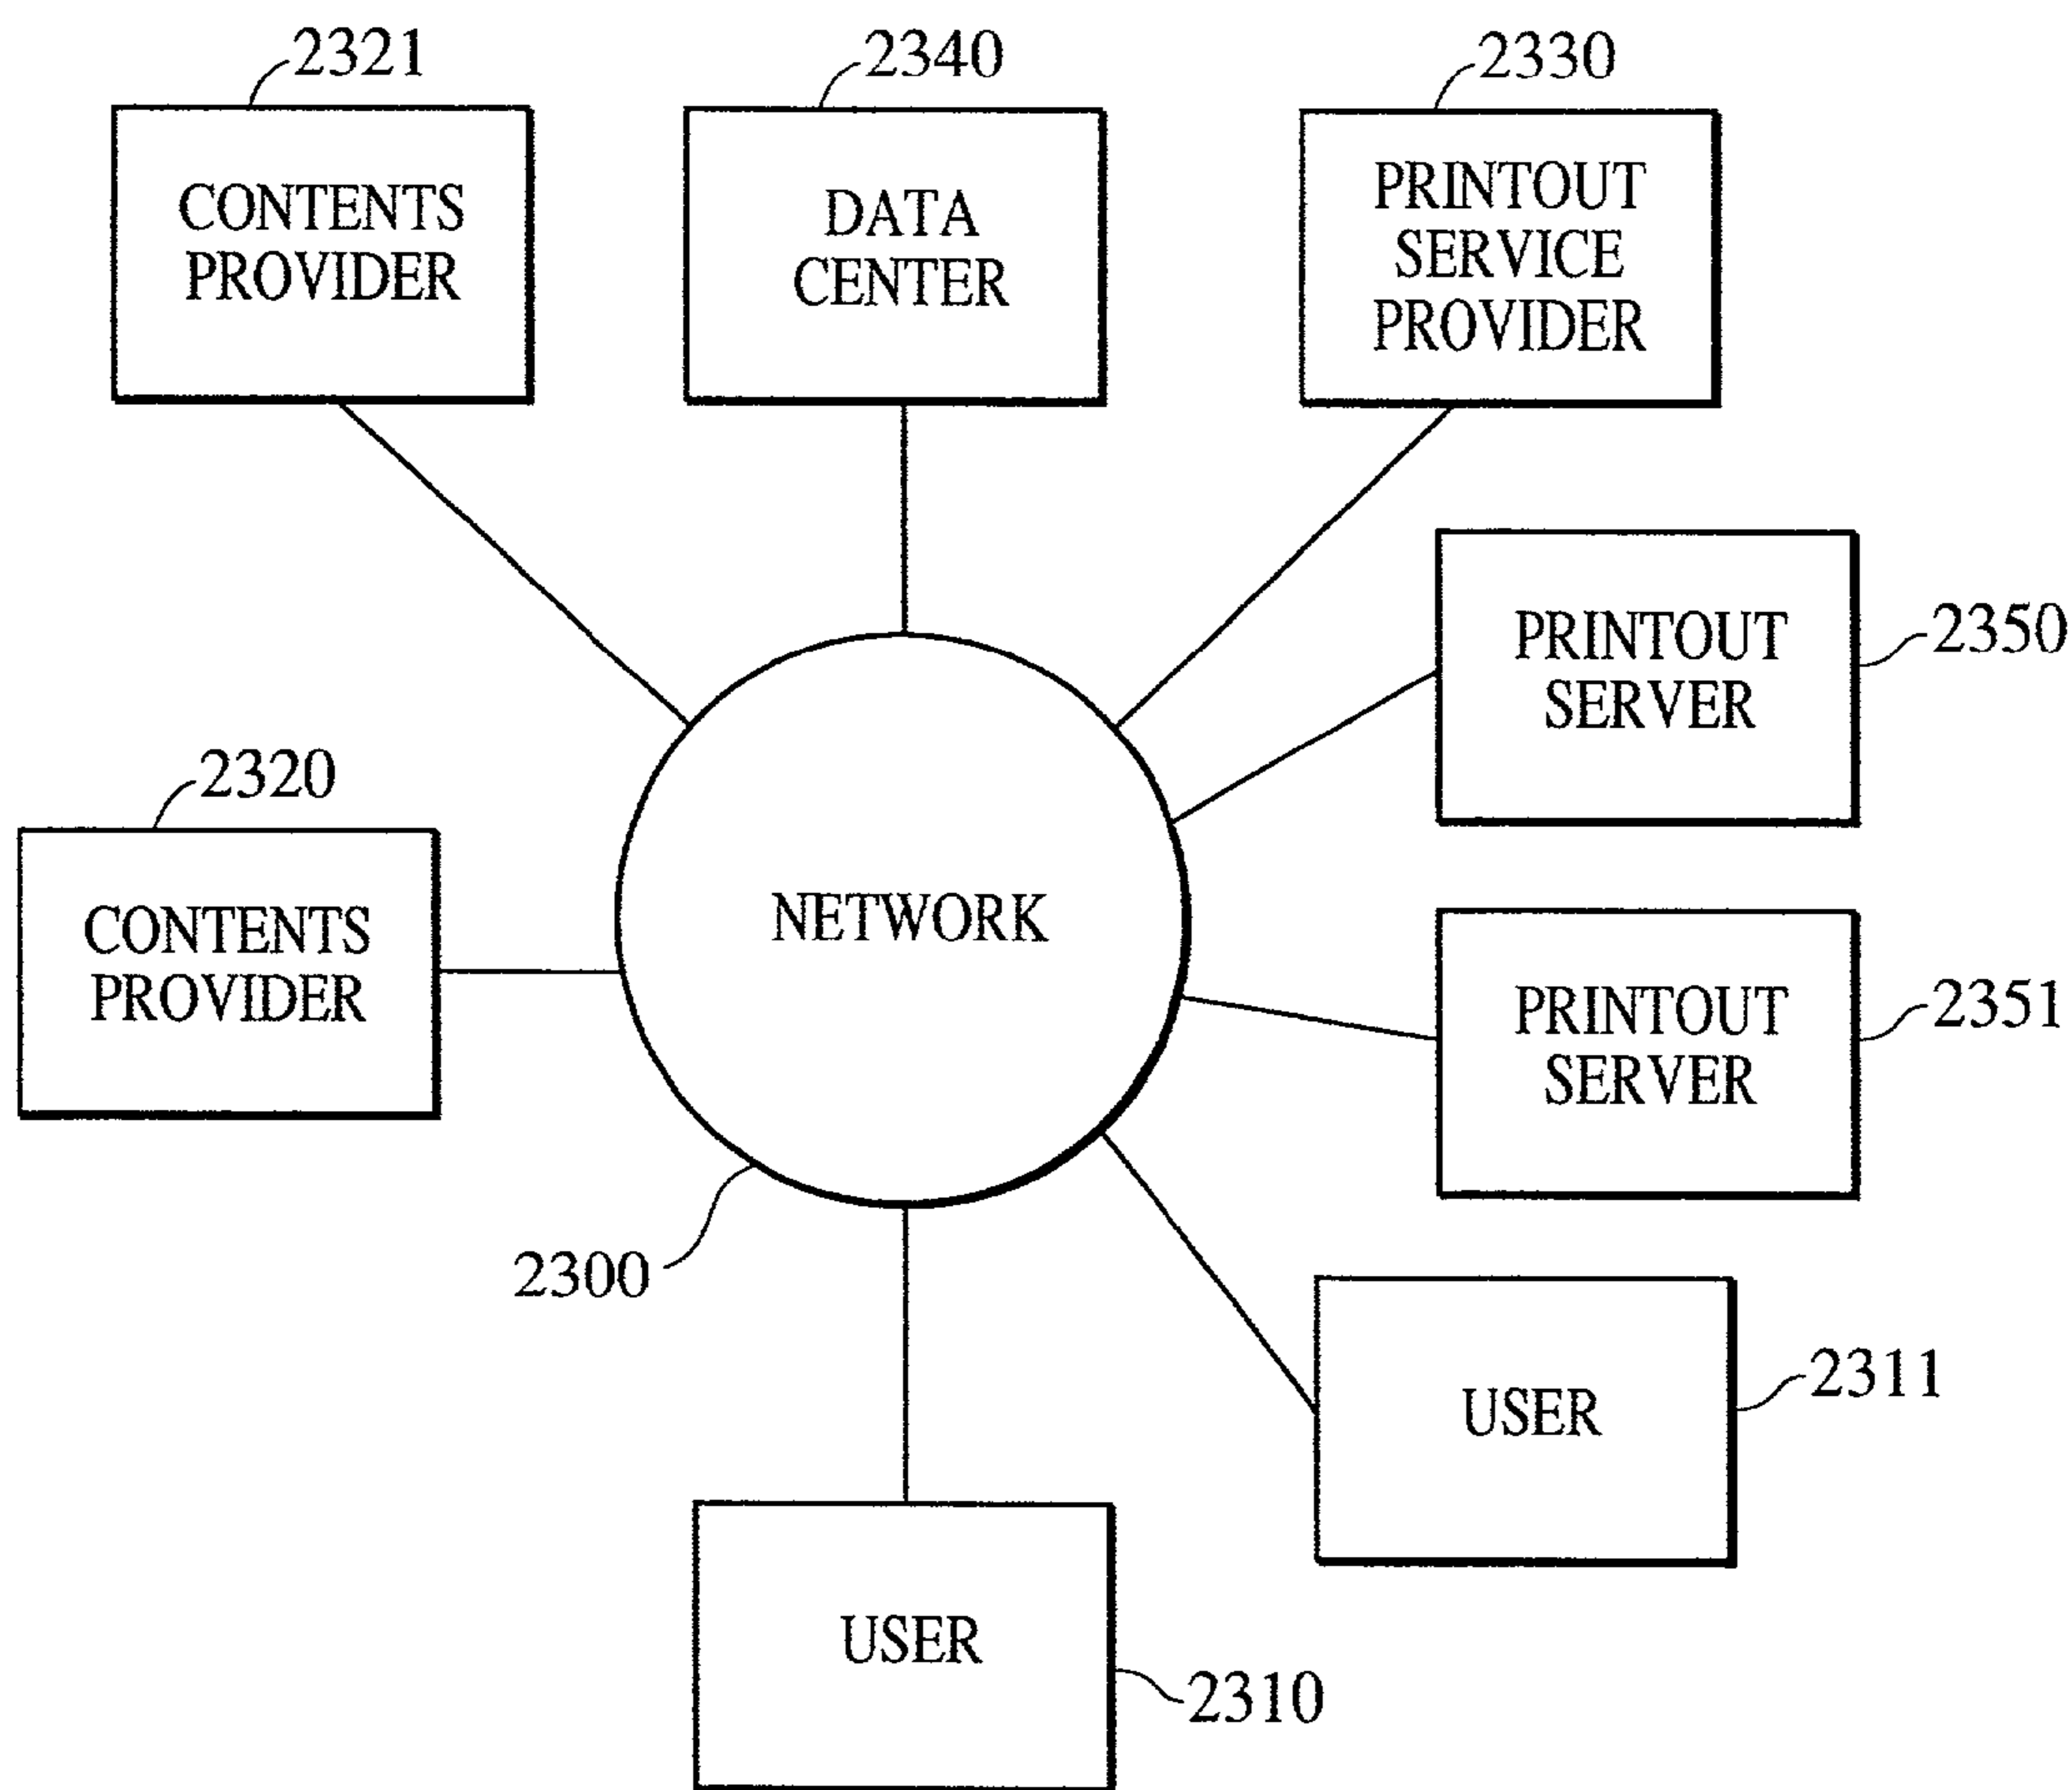 2321
2340
2330
CONTENTS
PROVIDER
DATA
CENTER
PRINTOUT
SERVICE
PROVIDER
PRINTOUT
SERVER
2350
2320
CONTENTS
PROVIDER
NETWORK
PRINTOUT
SERVER
2351
2300
USER
2311
USER
2310